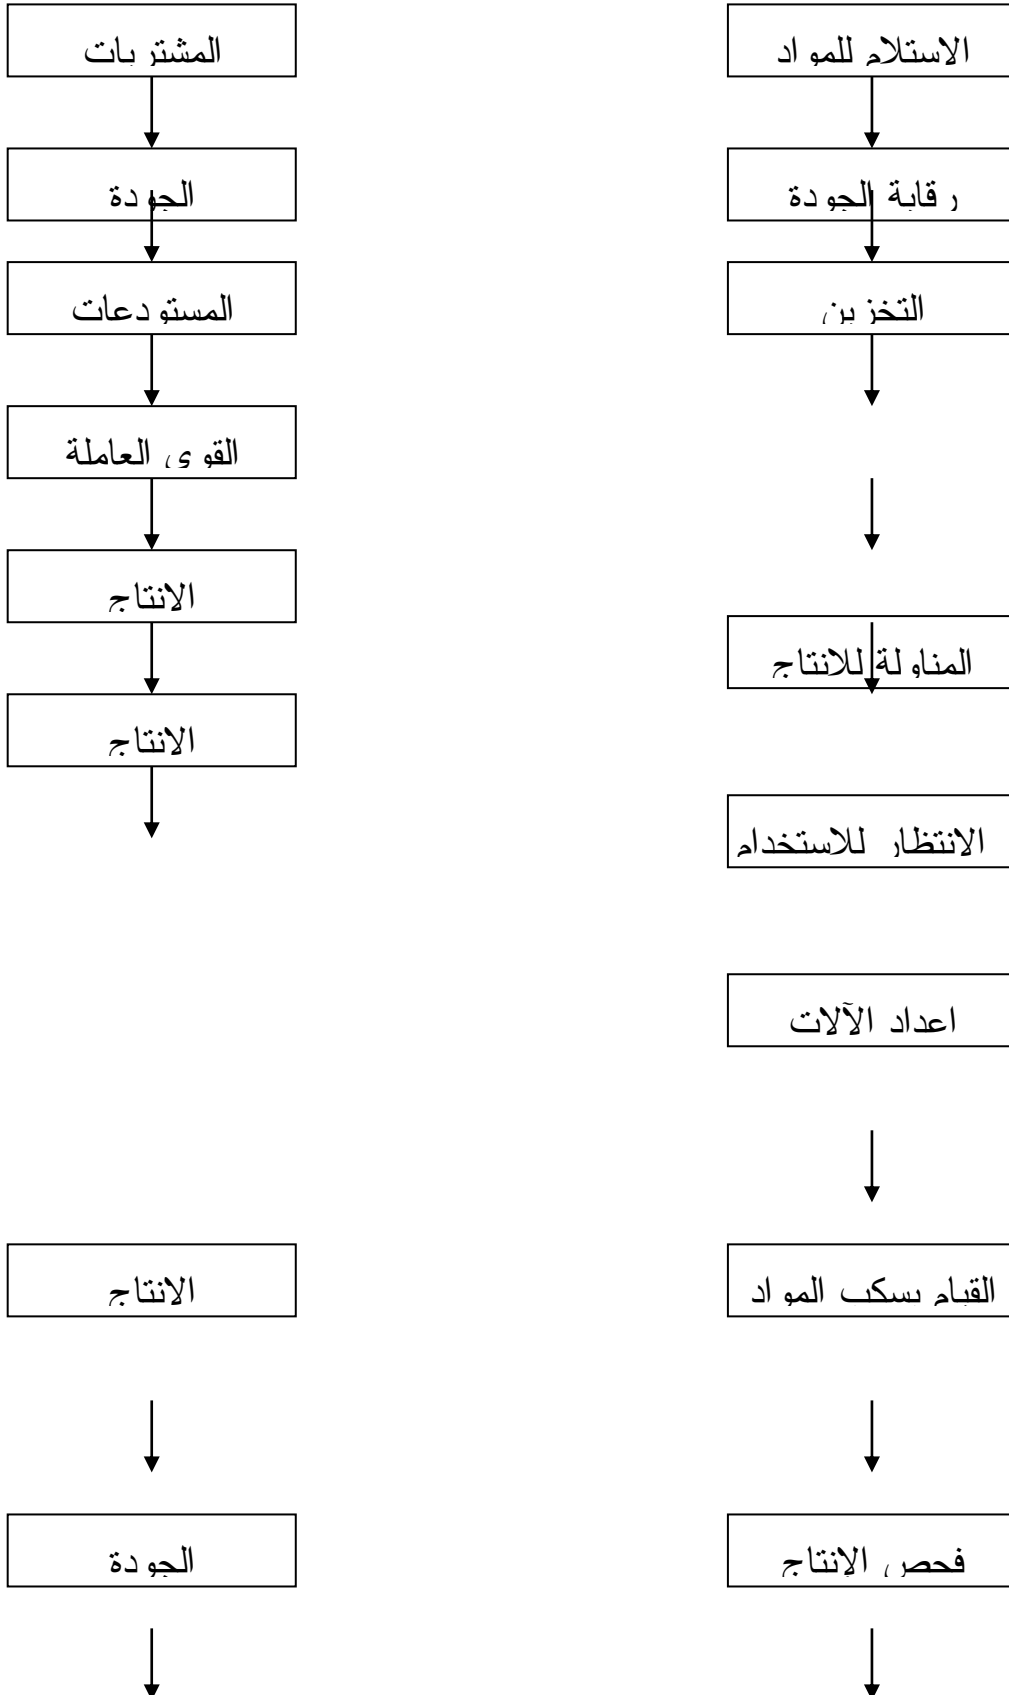 الاستلام للمواد
المشتريات
رقابة الجودة
الجودة
التخزين
المستودعات
القوى العاملة
الانتاج
المناولة للانتاج
الانتاج
الانتظار للاستخدام
اعداد الآلات
القيام بسكب المواد
الانتاج
فحص الإنتاج
الجودة